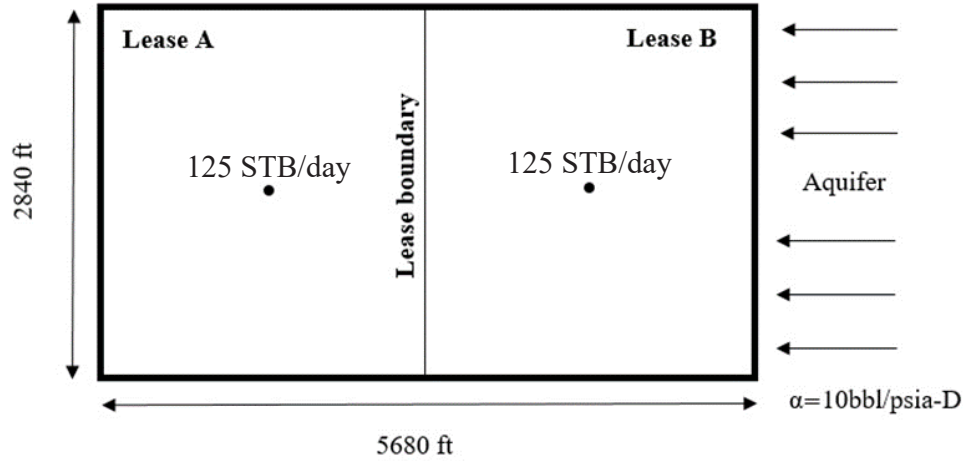 Lease A
Lease B
125 STB/day
125 STB/day
Lease boundary
2840 ft
Aquifer
α=10bbl/psia-D
5680 ft